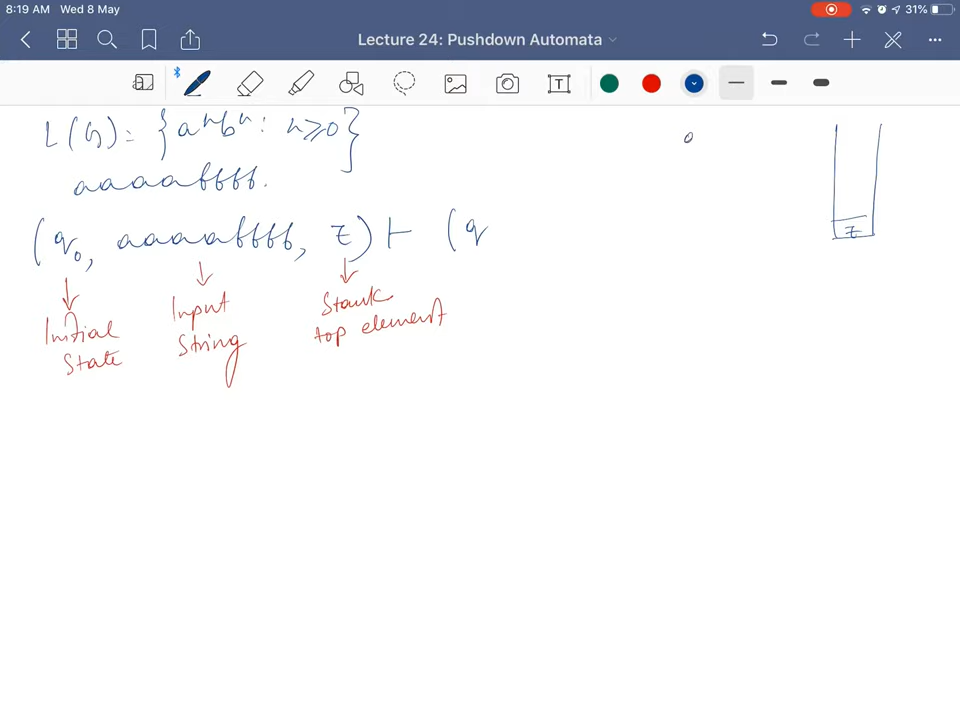 8:19 AM Wed 8 May 31%
Lecture 24: Pushdown Automata
L(G) = {aⁿbⁿ : n ≥ 0}
aaaabbbb.
(q₀, aaaabbbb, z) ⊢ (q
Initial State
Input String
Stack top element
a
z
T